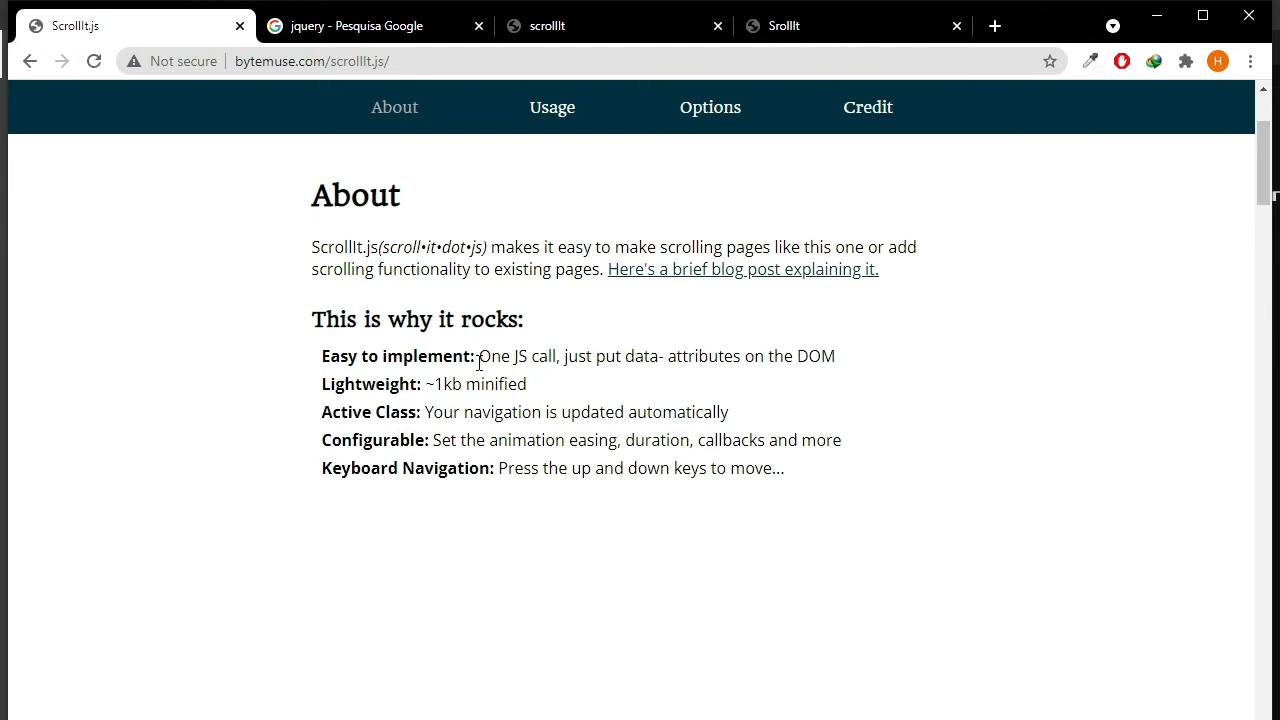 ScrollIt.js
jquery - Pesquisa Google
scrollIt
SrollIt
Not secure
bytemuse.com/scrollIt.js/
H
About
Usage
Options
Credit
About
ScrollIt.js(scroll•it•dot•js) makes it easy to make scrolling pages like this one or add
scrolling functionality to existing pages. Here's a brief blog post explaining it.
This is why it rocks:
Easy to implement: One JS call, just put data- attributes on the DOM
Lightweight: ~1kb minified
Active Class: Your navigation is updated automatically
Configurable: Set the animation easing, duration, callbacks and more
Keyboard Navigation: Press the up and down keys to move...